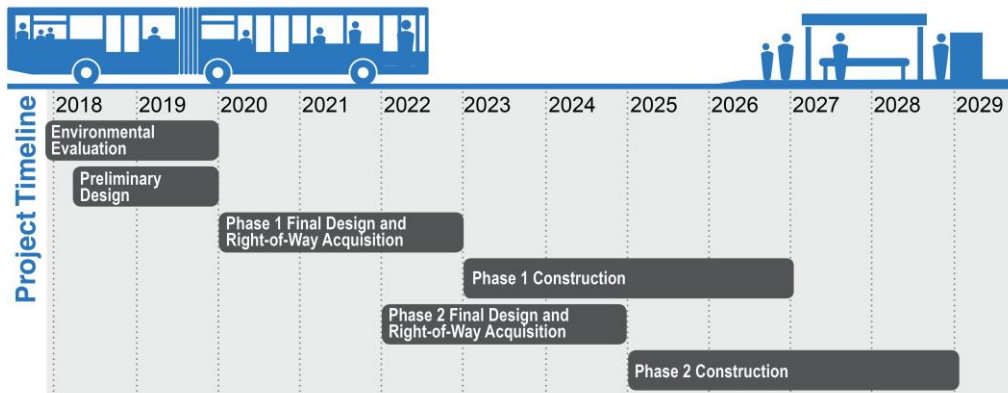 Project Timeline
2018 2019 2020 2021 2022 2023 2024 2025 2026 2027 2028 2029
Environmental
Evaluation
Preliminary
Design
Phase 1 Final Design and
Right-of-Way Acquisition
Phase 1 Construction
Phase 2 Final Design and
Right-of-Way Acquisition
Phase 2 Construction